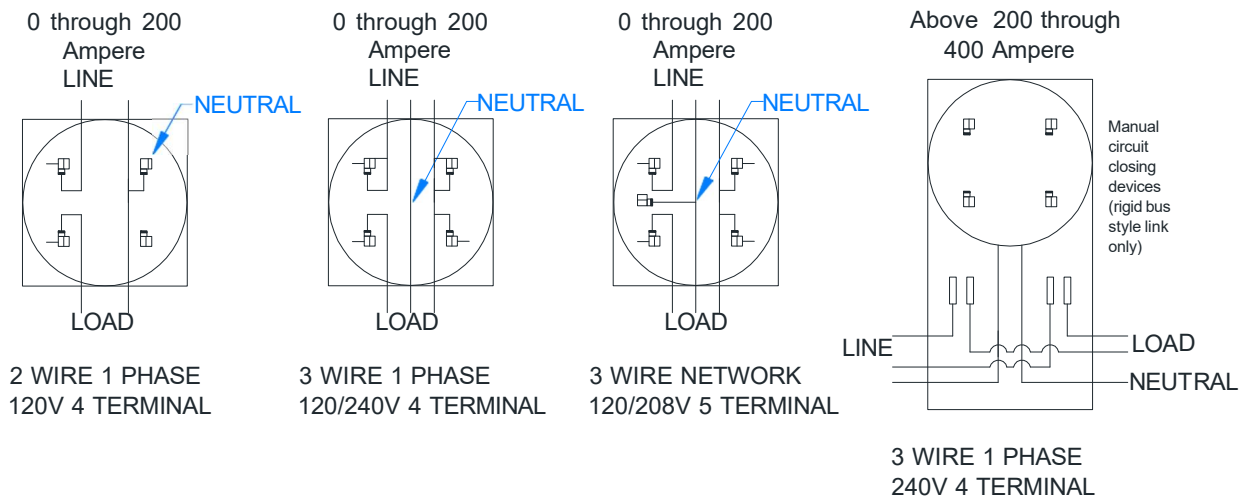 0 through 200
Ampere
LINE
NEUTRAL
LOAD
2 WIRE 1 PHASE
120V 4 TERMINAL
0 through 200
Ampere
LINE
NEUTRAL
LOAD
3 WIRE 1 PHASE
120/240V 4 TERMINAL
0 through 200
Ampere
LINE
NEUTRAL
LOAD
3 WIRE NETWORK
120/208V 5 TERMINAL
Above 200 through
400 Ampere
Manual
circuit
closing
devices
(rigid bus
style link
only)
LINE
LOAD
NEUTRAL
3 WIRE 1 PHASE
240V 4 TERMINAL